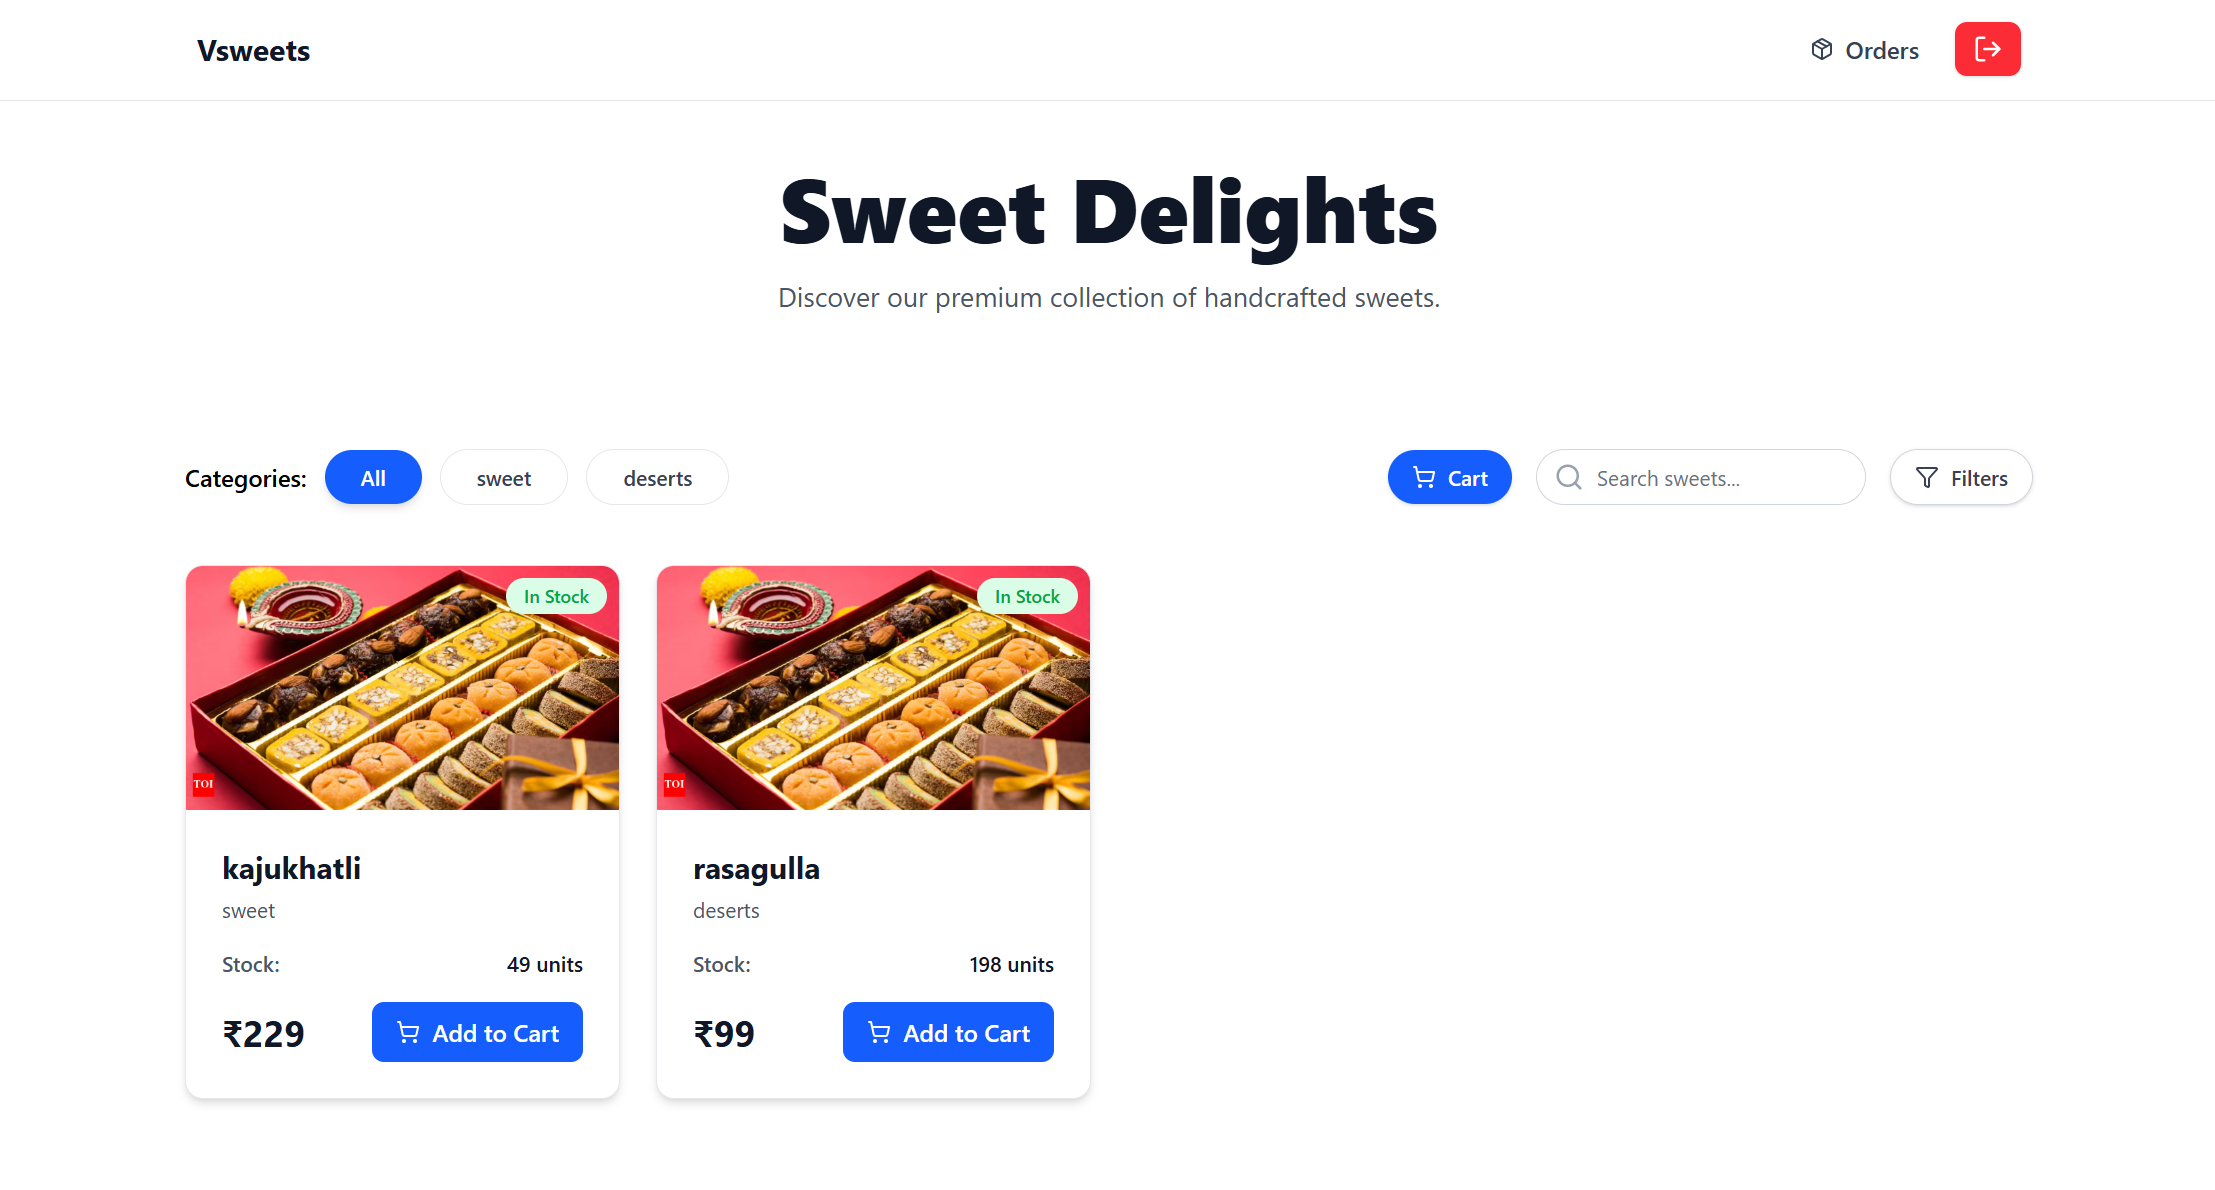 Vsweets
Orders
Sweet Delights
Discover our premium collection of handcrafted sweets.
Categories: All sweet deserts Cart Search sweets... Filters
In Stock
TOI
kajukhatli
sweet
Stock: 49 units
₹229 Add to Cart
In Stock
TOI
rasagulla
deserts
Stock: 198 units
₹99 Add to Cart